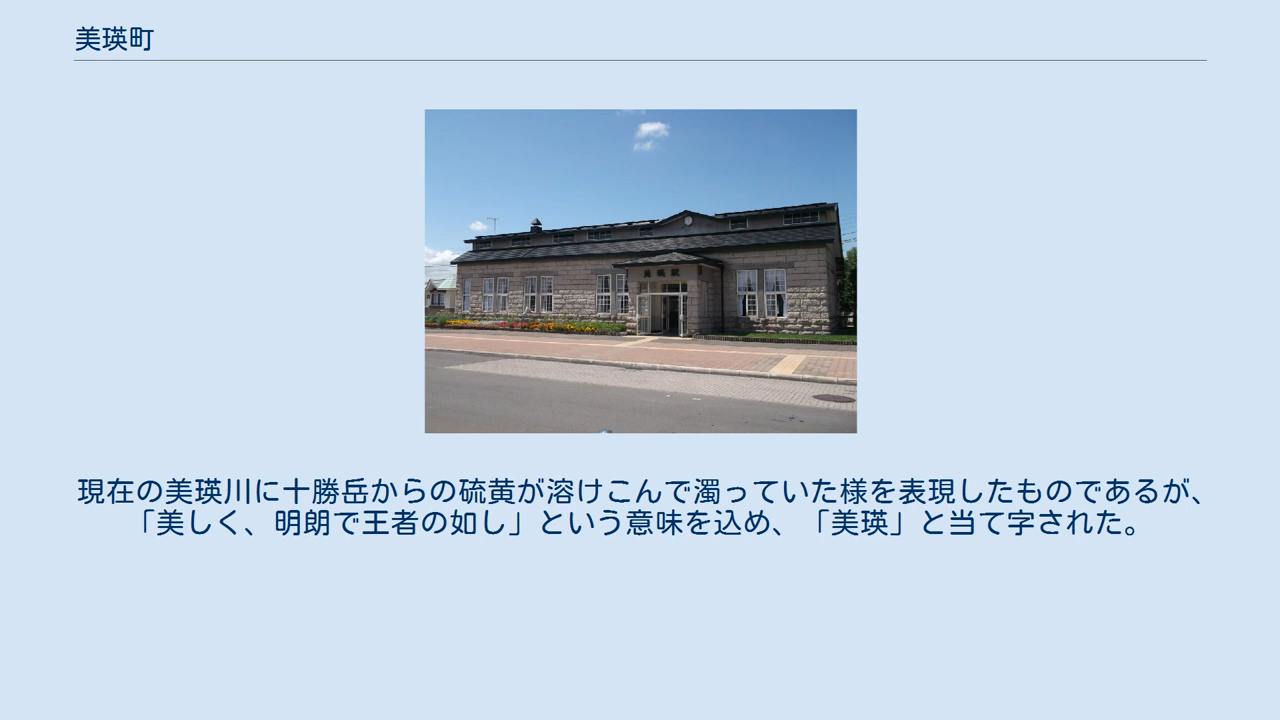 美瑛町
美瑛駅
現在の美瑛川に十勝岳からの硫黄が溶けこんで濁っていた様を表現したものであるが、
「美しく、明朗で王者の如し」という意味を込め、「美瑛」と当て字された。